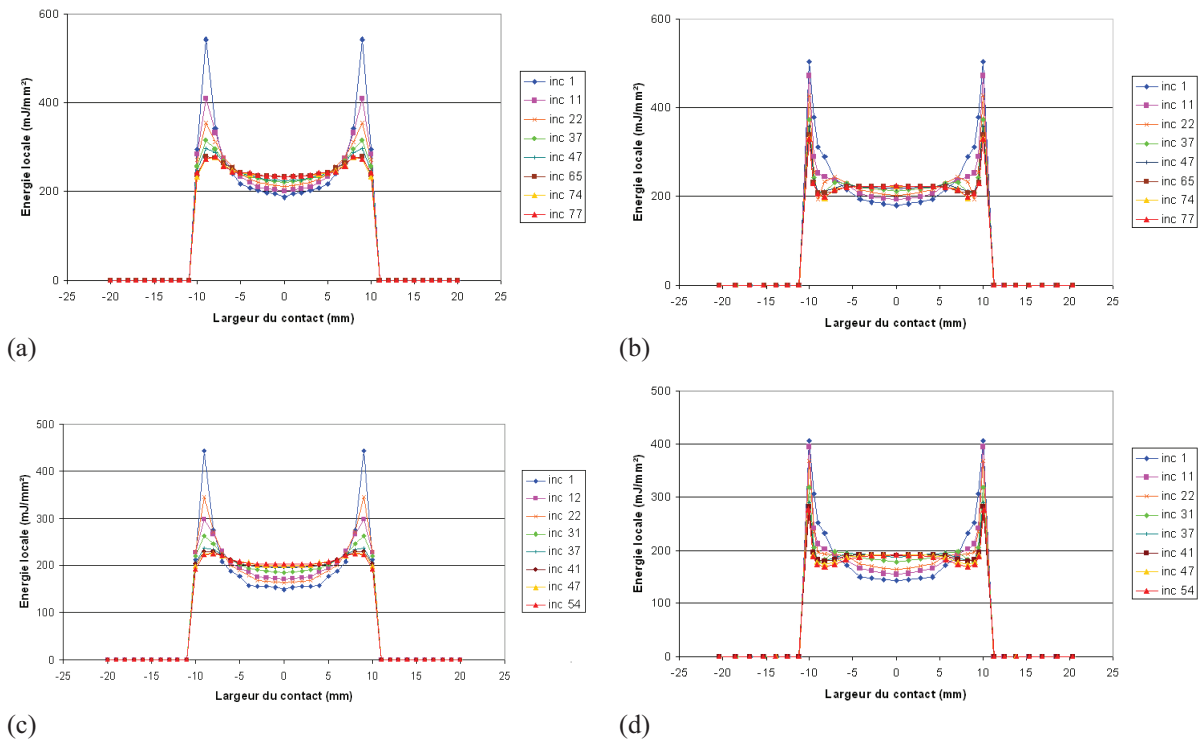 600
400
200
0
Energie locale (mJ/mm²)
-25 -20 -15 -10 -5 0 5 10 15 20 25
Largeur du contact (mm)
inc 1
inc 11
inc 22
inc 37
inc 47
inc 65
inc 74
inc 77
(a)
600
400
200
0
Energie locale (mJ/mm²)
-25 -20 -15 -10 -5 0 5 10 15 20 25
Largeur du contact (mm)
inc 1
inc 11
inc 22
inc 37
inc 47
inc 65
inc 74
inc 77
(b)
500
400
300
200
100
0
Energie locale (mJ/mm²)
-25 -20 -15 -10 -5 0 5 10 15 20 25
Largeur du contact (mm)
inc 1
inc 12
inc 22
inc 31
inc 37
inc 41
inc 47
inc 54
(c)
500
400
300
200
100
0
Energie locale (mJ/mm²)
-25 -20 -15 -10 -5 0 5 10 15 20 25
Largeur du contact (mm)
inc 1
inc 11
inc 22
inc 31
inc 37
inc 41
inc 47
inc 54
(d)